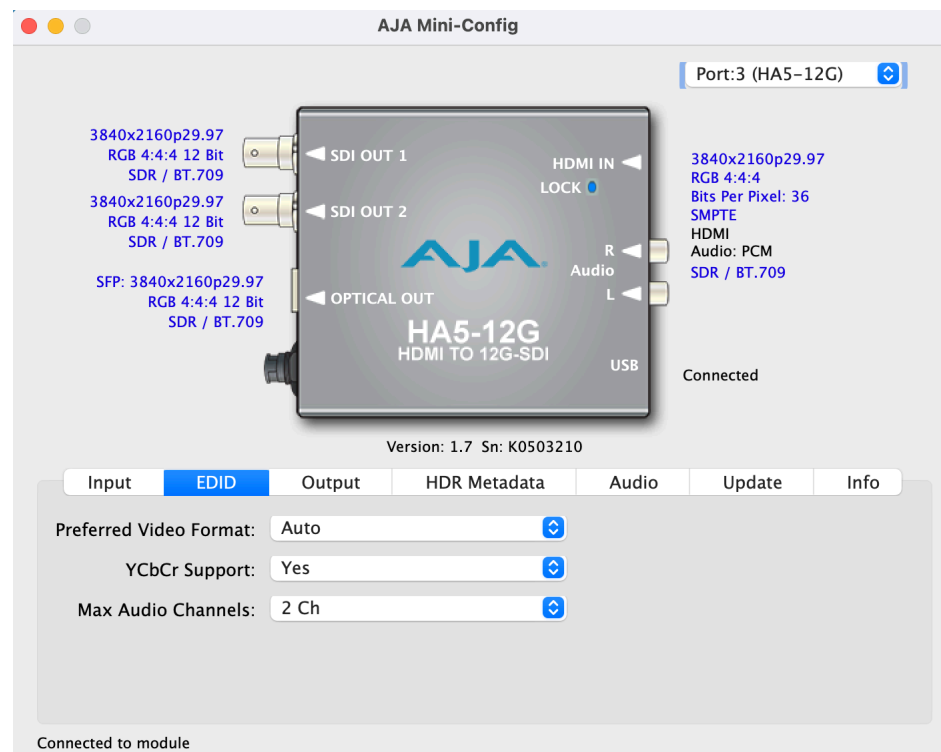 AJA Mini-Config
Port:3 (HA5-12G)
3840x2160p29.97
RGB 4:4:4 12 Bit
SDR / BT.709
3840x2160p29.97
RGB 4:4:4 12 Bit
SDR / BT.709
SFP: 3840x2160p29.97
RGB 4:4:4 12 Bit
SDR / BT.709
SDI OUT 1
SDI OUT 2
OPTICAL OUT
HDMI IN
LOCK
AJA
R
Audio
L
HA5-12G
HDMI TO 12G-SDI
USB
3840x2160p29.97
RGB 4:4:4
Bits Per Pixel: 36
SMPTE
HDMI
Audio: PCM
SDR / BT.709
Connected
Version: 1.7 Sn: K0503210
Input EDID Output HDR Metadata Audio Update Info
Preferred Video Format: Auto
YCbCr Support: Yes
Max Audio Channels: 2 Ch
Connected to module